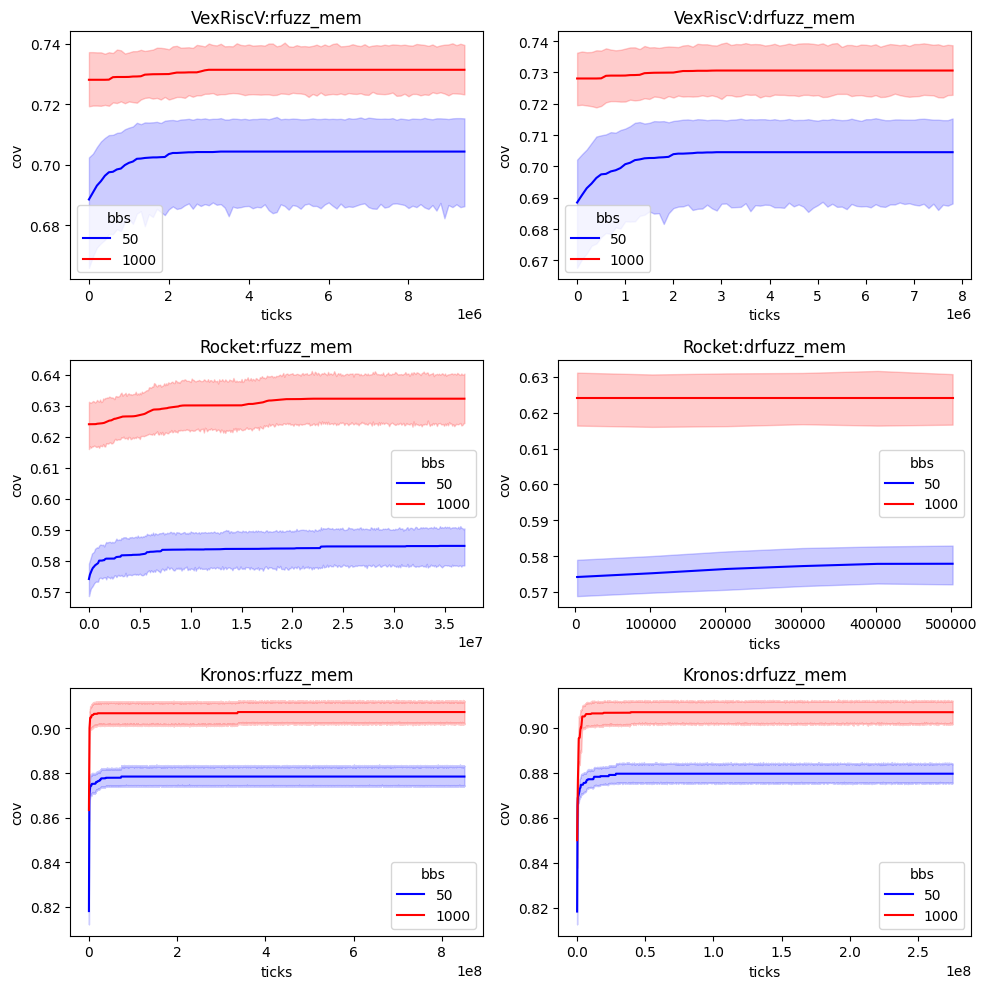 VexRiscV:rfuzz_mem
cov
0.74
0.72
0.70
0.68
bbs
50
1000
0 2 4 6 8
ticks
1e6
VexRiscV:drfuzz_mem
cov
0.74
0.73
0.72
0.71
0.70
0.69
0.68
0.67
bbs
50
1000
0 1 2 3 4 5 6 7 8
ticks
1e6
Rocket:rfuzz_mem
cov
0.64
0.63
0.62
0.61
0.60
0.59
0.58
0.57
bbs
50
1000
0.0 0.5 1.0 1.5 2.0 2.5 3.0 3.5
ticks
1e7
Rocket:drfuzz_mem
cov
0.63
0.62
0.61
0.60
0.59
0.58
0.57
bbs
50
1000
0 100000 200000 300000 400000 500000
ticks
Kronos:rfuzz_mem
cov
0.90
0.88
0.86
0.84
0.82
bbs
50
1000
0 2 4 6 8
ticks
1e8
Kronos:drfuzz_mem
cov
0.90
0.88
0.86
0.84
0.82
bbs
50
1000
0.0 0.5 1.0 1.5 2.0 2.5
ticks
1e8